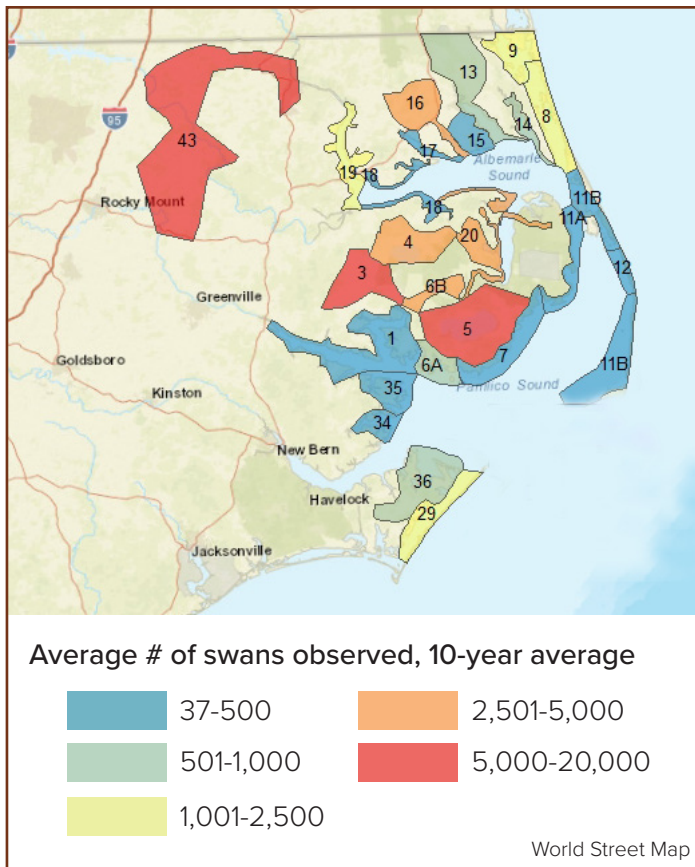 9
13
95
8
16
14
43
15
17
Albemarle
Sound
19
18
11B
Rocky Mount
18
11A
20
4
12
3
6B
Greenville
5
1
7
11B
6A
Goldsboro
35
Pamlico Sound
Kinston
34
New Bern
36
Havelock
29
Jacksonville
Average # of swans observed, 10-year average
37-500
2,501-5,000
501-1,000
5,000-20,000
1,001-2,500
World Street Map